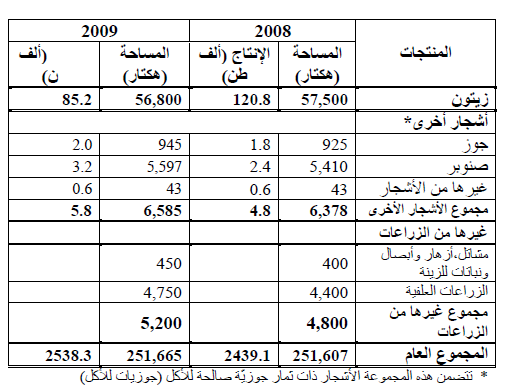 2008 2009
المنتجات المساحة الإنتاج (ألف المساحة (ألف
(هكتار) طن) (هكتار) ن)
زيتون 57,500 120.8 56,800 85.2
أشجار أخرى*
جوز 925 1.8 945 2.0
صنوبر 5,410 2.4 5,597 3.2
غيرها من الأشجار 43 0.6 43 0.6
مجموع الأشجار الأخرى 6,378 4.8 6,585 5.8
غيرها من الزراعات
مشاتل،أزهار وأبصال
ونباتات للزينة 400 450
الزراعات العلفية 4,400 4,750
مجموع غيرها من
الزراعات 4,800 5,200
المجموع العام 251,607 2439.1 251,665 2538.3
* تتضمن هذه المجموعة الأشجار ذات ثمار جوزيّة صالحة للأكل (جوزيات للأكل)